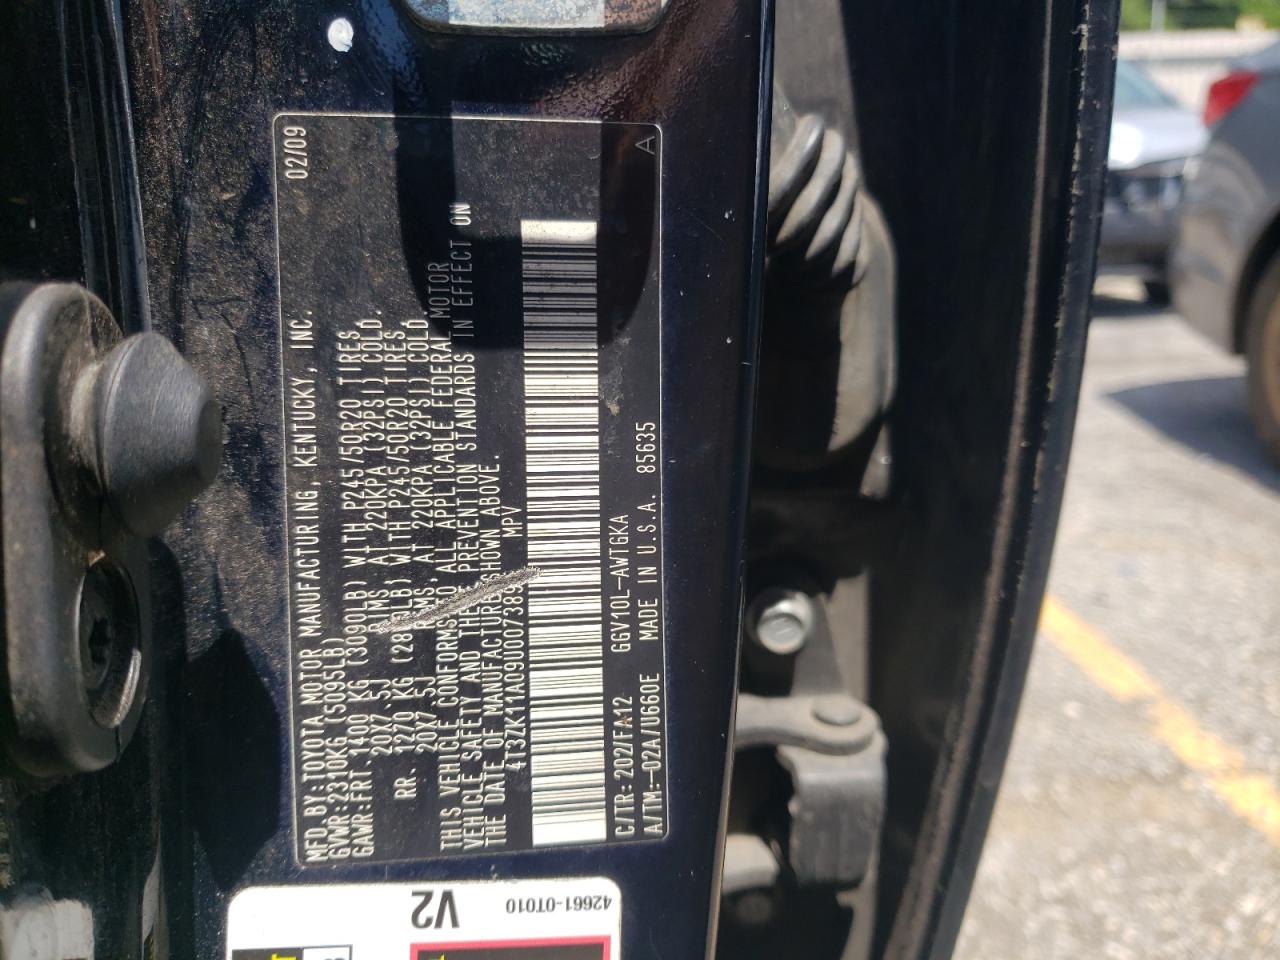 MFD.BY:TOYOTA MOTOR MANUFACTURING, KENTUCKY, INC. 02/09
GVWR:2310KG (5095LB)
GAWR:FRT.1400 KG (3090LB) WITH P245/50R20 TIRES,
20X7.5J RIMS, AT 220KPA (32PSI) COLD.
RR. 1270 KG LB) WITH P245/50R20 TIRES,
20X7.5J AT 220KPA (32PSI) COLD.
THIS VEHICLE CONFORMS TO ALL APPLICABLE FEDERAL MOTOR
VEHICLE SAFETY AND THEFT PREVENTION STANDARDS IN EFFECT ON
THE DATE OF MANUFACTURE SHOWN ABOVE.
MPV
C/TR:202/FA12 GGV10L-AWTGKA
A/TM:-02A/U660E MADE IN U.S.A. 85635 A
V2
42661-0T010